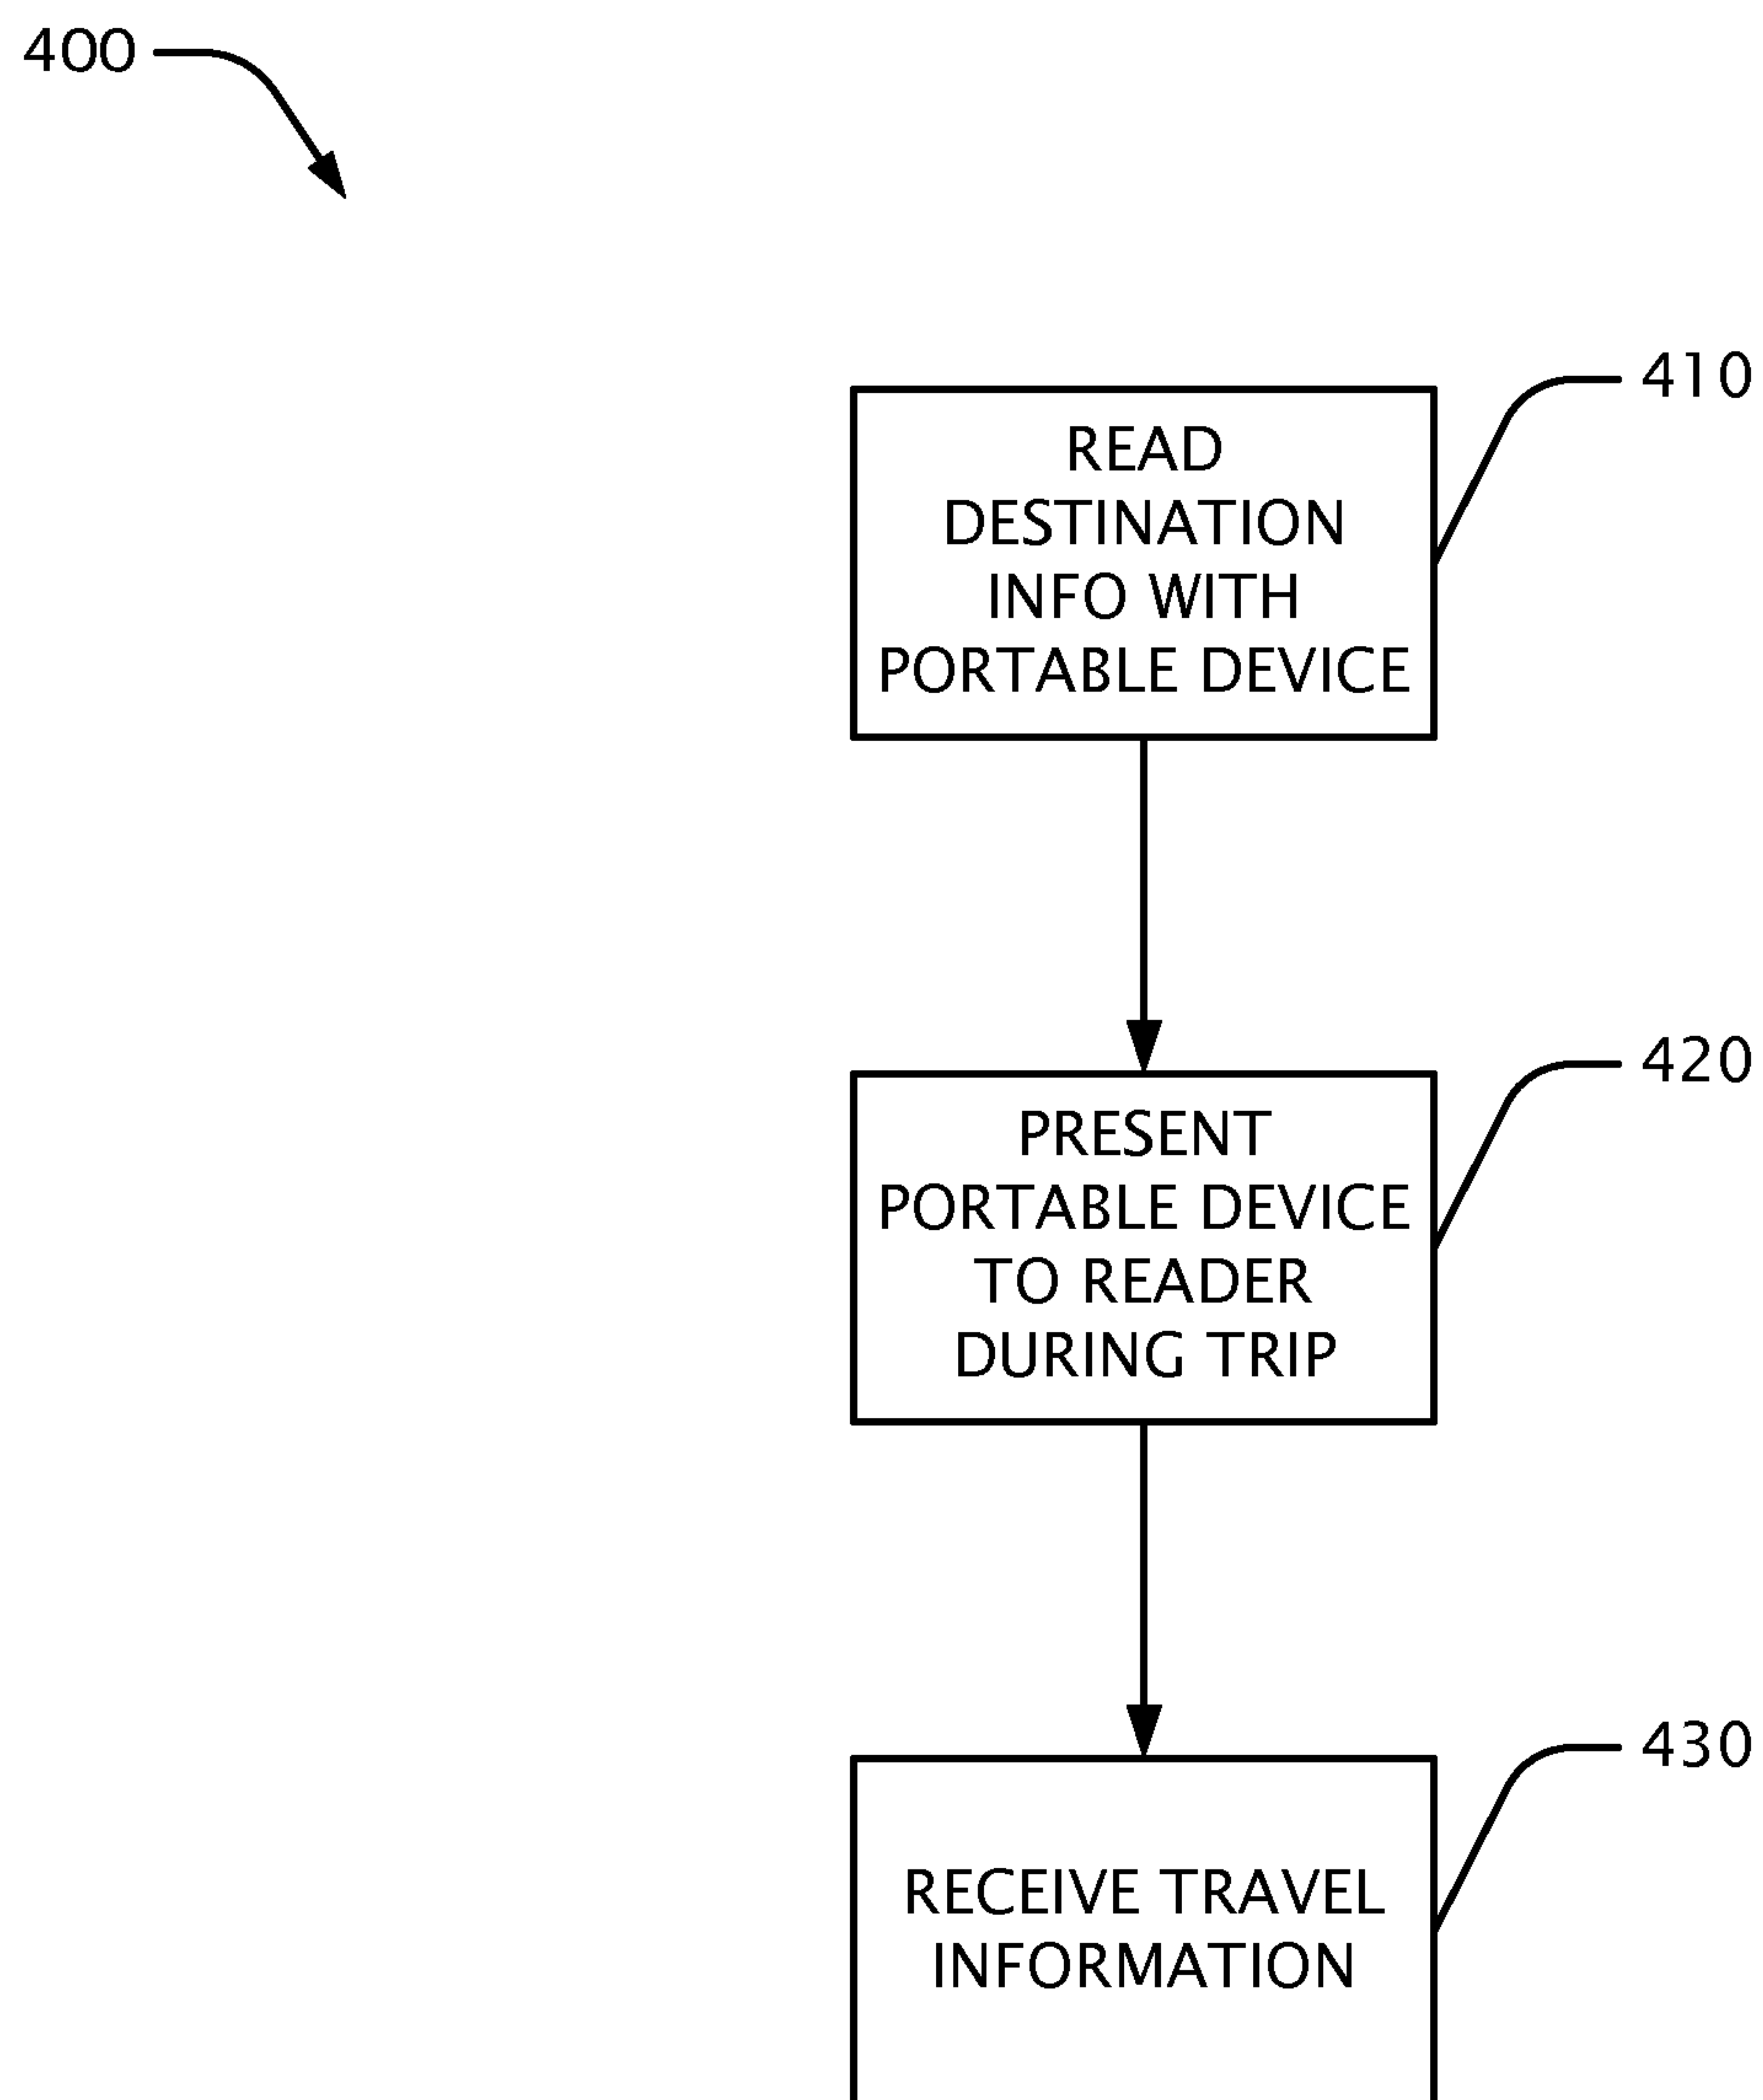 400
410
READ
DESTINATION
INFO WITH
PORTABLE DEVICE
420
PRESENT
PORTABLE DEVICE
TO READER
DURING TRIP
430
RECEIVE TRAVEL
INFORMATION